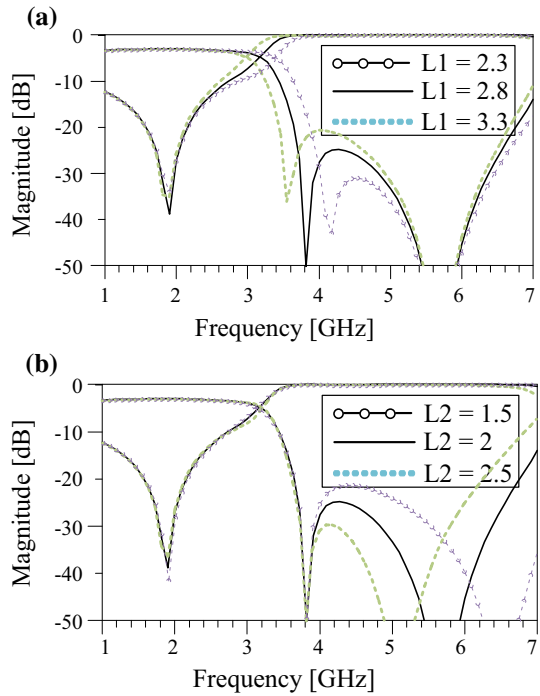 (a)
0
-10
-20
-30
-40
-50
Magnitude [dB]
L1 = 2.3
L1 = 2.8
L1 = 3.3
1 2 3 4 5 6 7
Frequency [GHz]
(b)
0
-10
-20
-30
-40
-50
Magnitude [dB]
L2 = 1.5
L2 = 2
L2 = 2.5
1 2 3 4 5 6 7
Frequency [GHz]